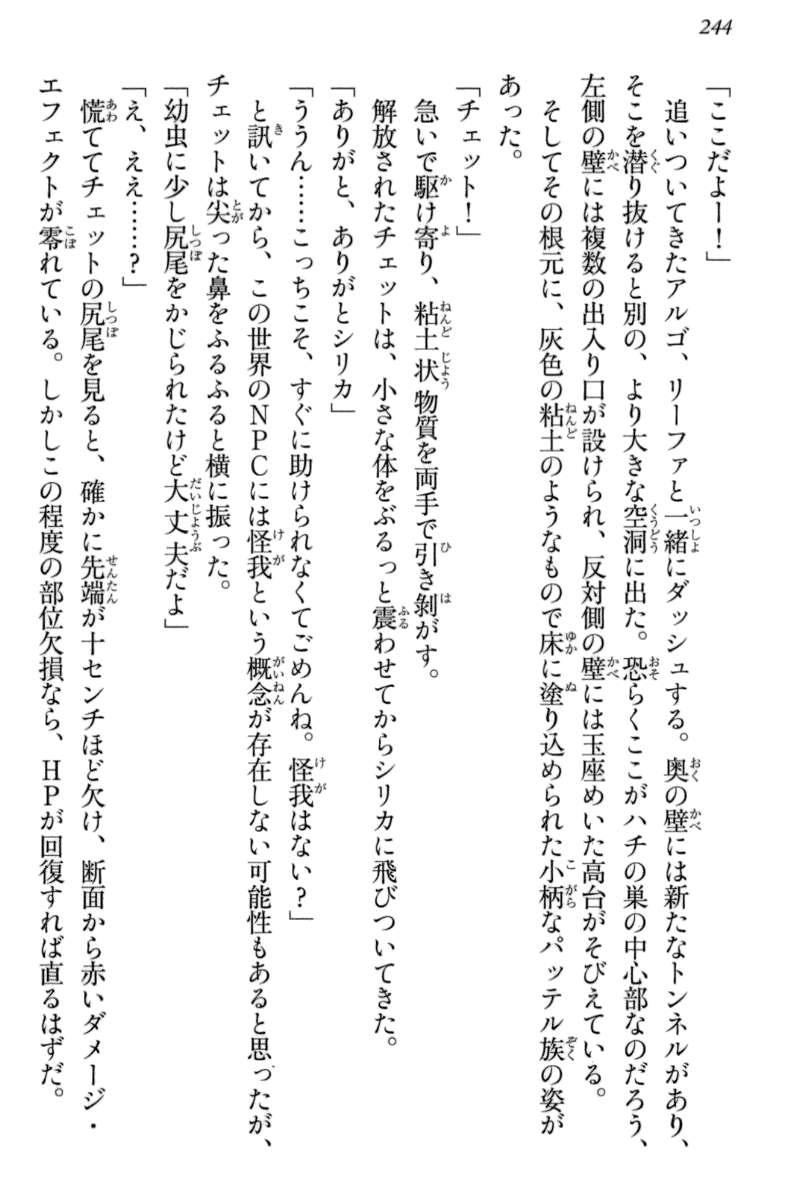 244
「ここだよー！」
追いついてきたアルゴ、リーファと一緒にダッシュする。奥の壁には新たなトンネルがあり、
そこを潜り抜けると別の、より大きな空洞に出た。恐らくここがハチの巣の中心部なのだろう、
左側の壁には複数の出入り口が設けられ、反対側の壁には玉座めいた高台がそびえている。
そしてその根元に、灰色の粘土のようなもので床に塗り込められた小柄なパッテル族の姿が
あった。
「チェット！」
急いで駆け寄り、粘土状物質を両手で引き剝がす。
解放されたチェットは、小さな体をぶるっと震わせてからシリカに飛びついてきた。
「ありがと、ありがとシリカ」
「ううん……こっちこそ、すぐに助けられなくてごめんね。怪我はない？」
と訊いてから、この世界のNPCには怪我という概念が存在しない可能性もあると思ったが、
チェットは尖った鼻をふるふると横に振った。
「幼虫に少し尻尾をかじられたけど大丈夫だよ」
「え、ええ……？」
慌ててチェットの尻尾を見ると、確かに先端が十センチほど欠け、断面から赤いダメージ・
エフェクトが零れている。しかしこの程度の部位欠損なら、HPが回復すれば直るはずだ。